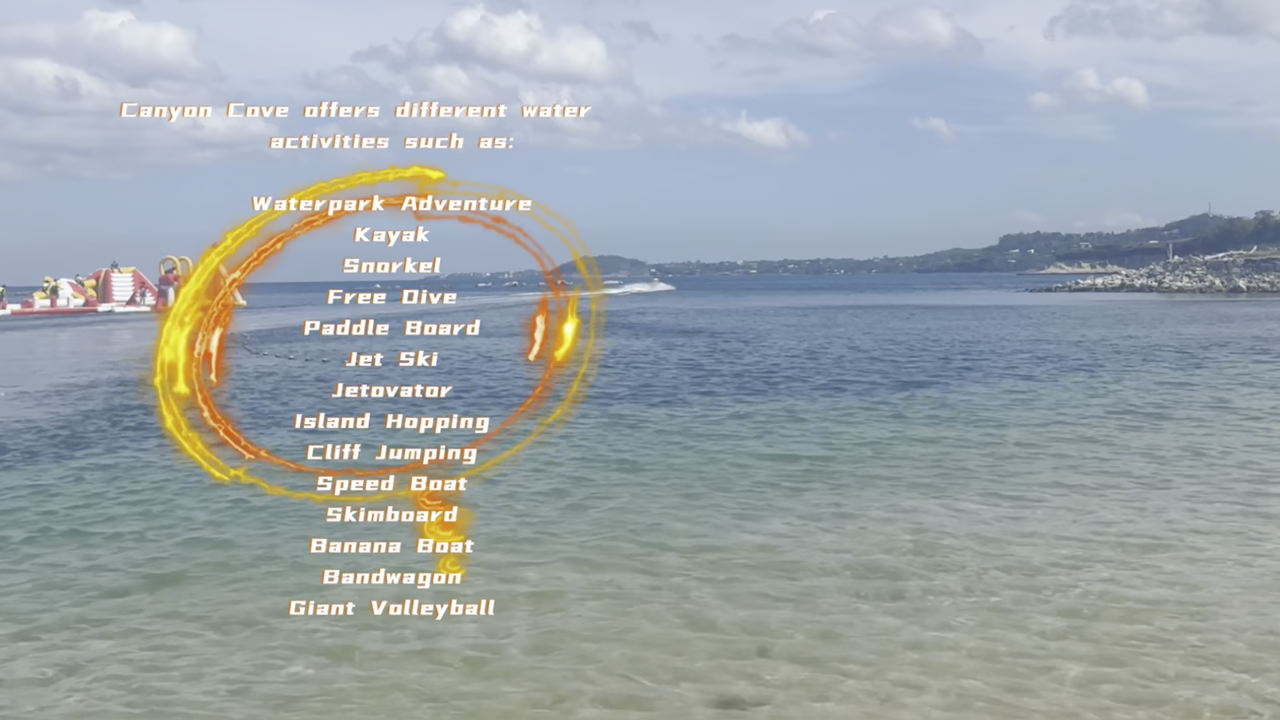 Canyon Cove offers different water
activities such as:
Waterpark Adventure
Kayak
Snorkel
Free Dive
Paddle Board
Jet Ski
Jetovator
Island Hopping
Cliff Jumping
Speed Boat
Skimboard
Banana Boat
Bandwagon
Giant Volleyball